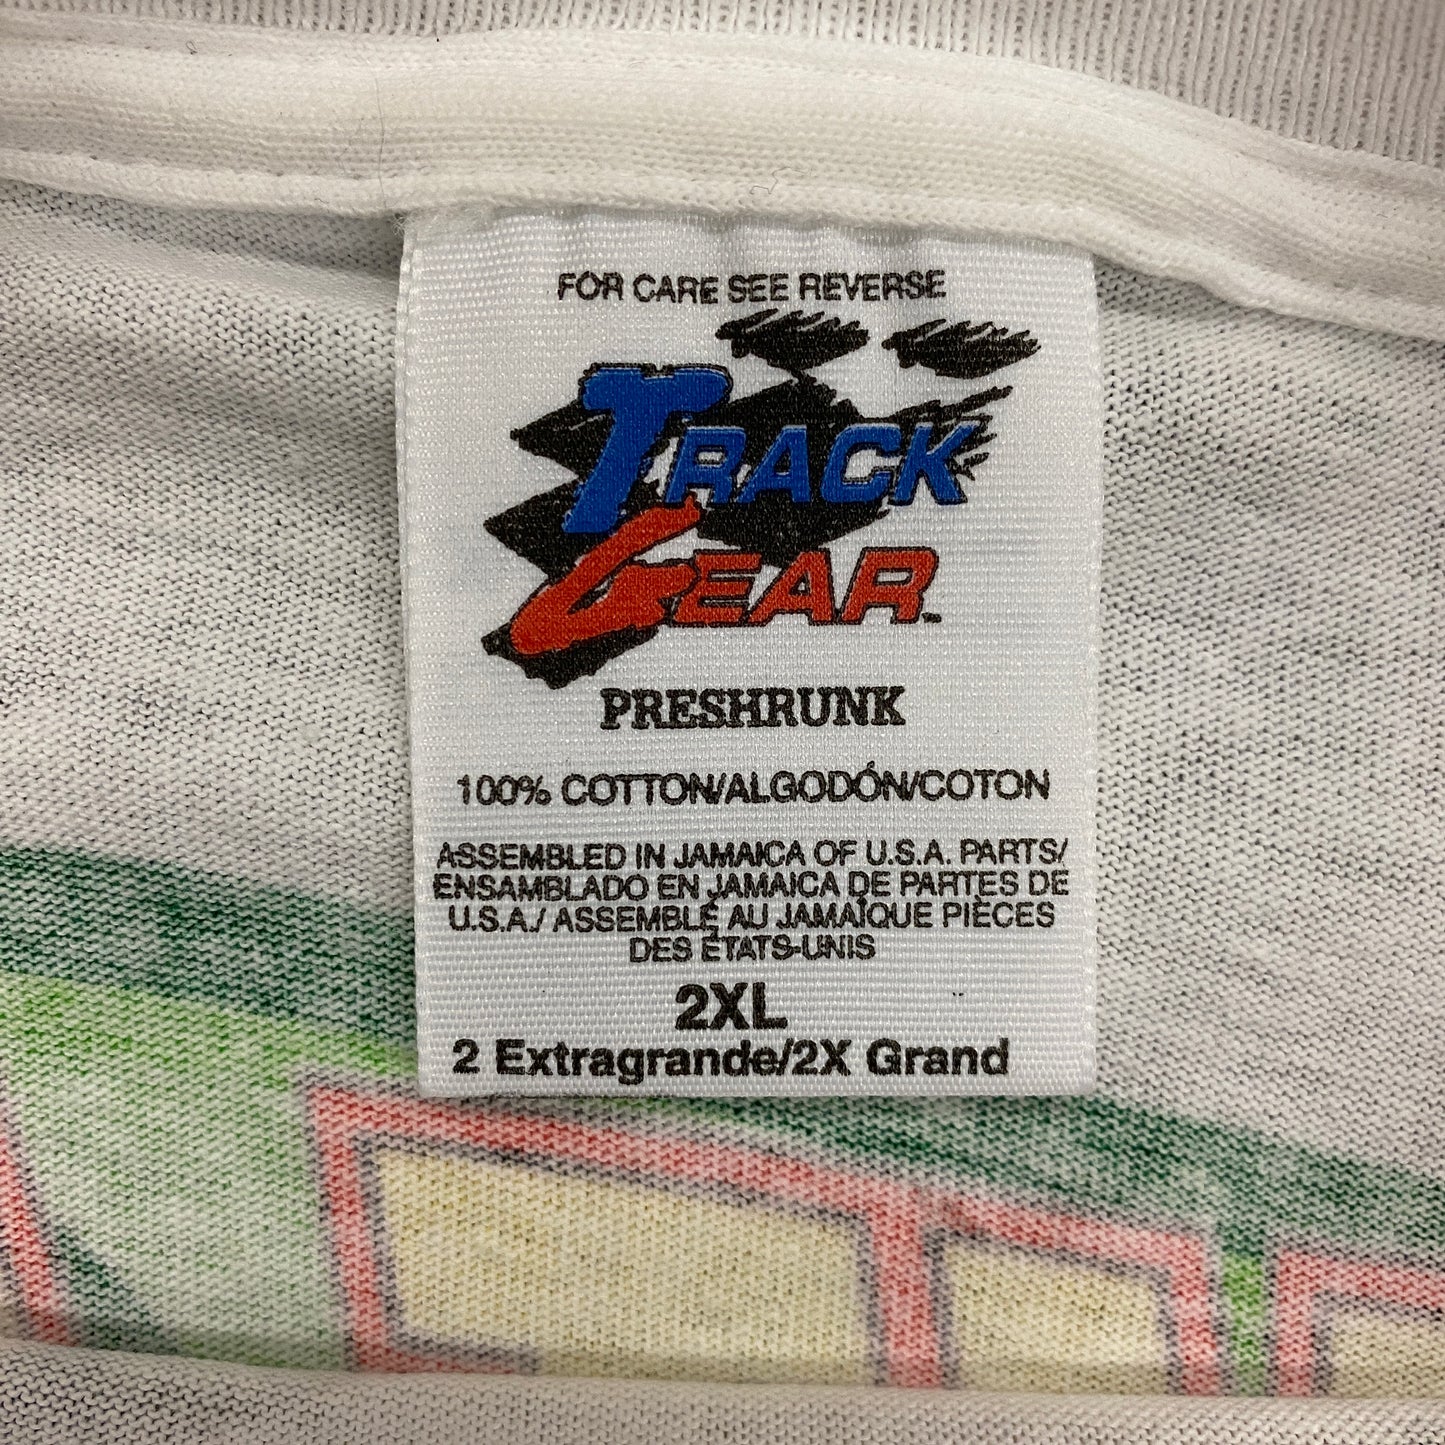 FOR CARE SEE REVERSE
TRACK
GEAR™
PRESHRUNK
100% COTTON/ALGODÓN/COTON
ASSEMBLED IN JAMAICA OF U.S.A. PARTS/
ENSAMBLADO EN JAMAICA DE PARTES DE
U.S.A./ ASSEMBLÉ AU JAMAÏQUE PIÈCES
DES ÉTATS-UNIS
2XL
2 Extragrande/2X Grand